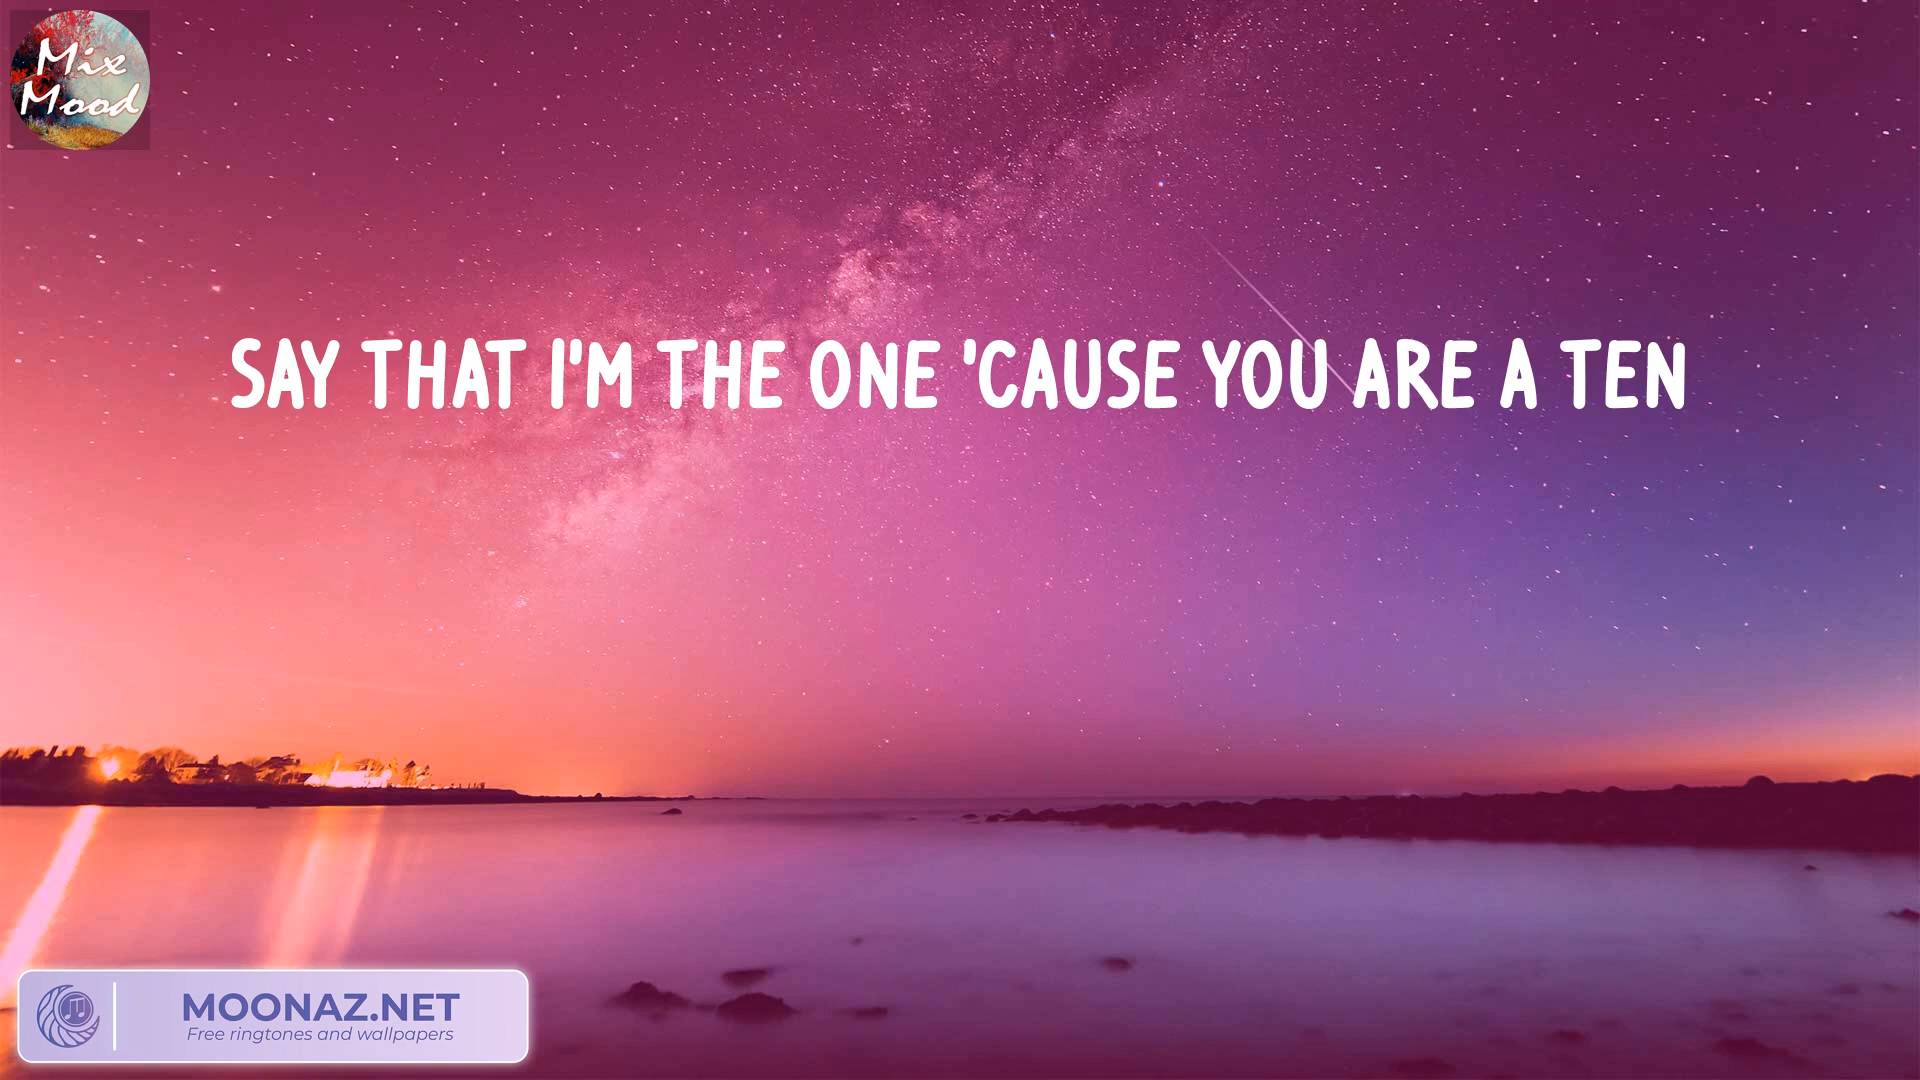 Mix
Mood
SAY THAT I'M THE ONE 'CAUSE YOU ARE A TEN
MOONAZ.NET
Free ringtones and wallpapers